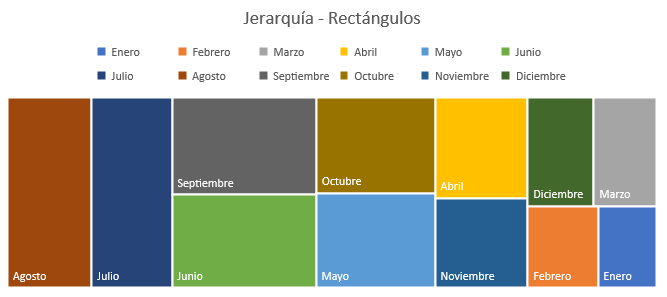 Jerarquía - Rectángulos
Enero Febrero Marzo Abril Mayo Junio
Julio Agosto Septiembre Octubre Noviembre Diciembre
Septiembre Octubre Abril Diciembre Marzo
Agosto Julio Junio Mayo Noviembre Febrero Enero